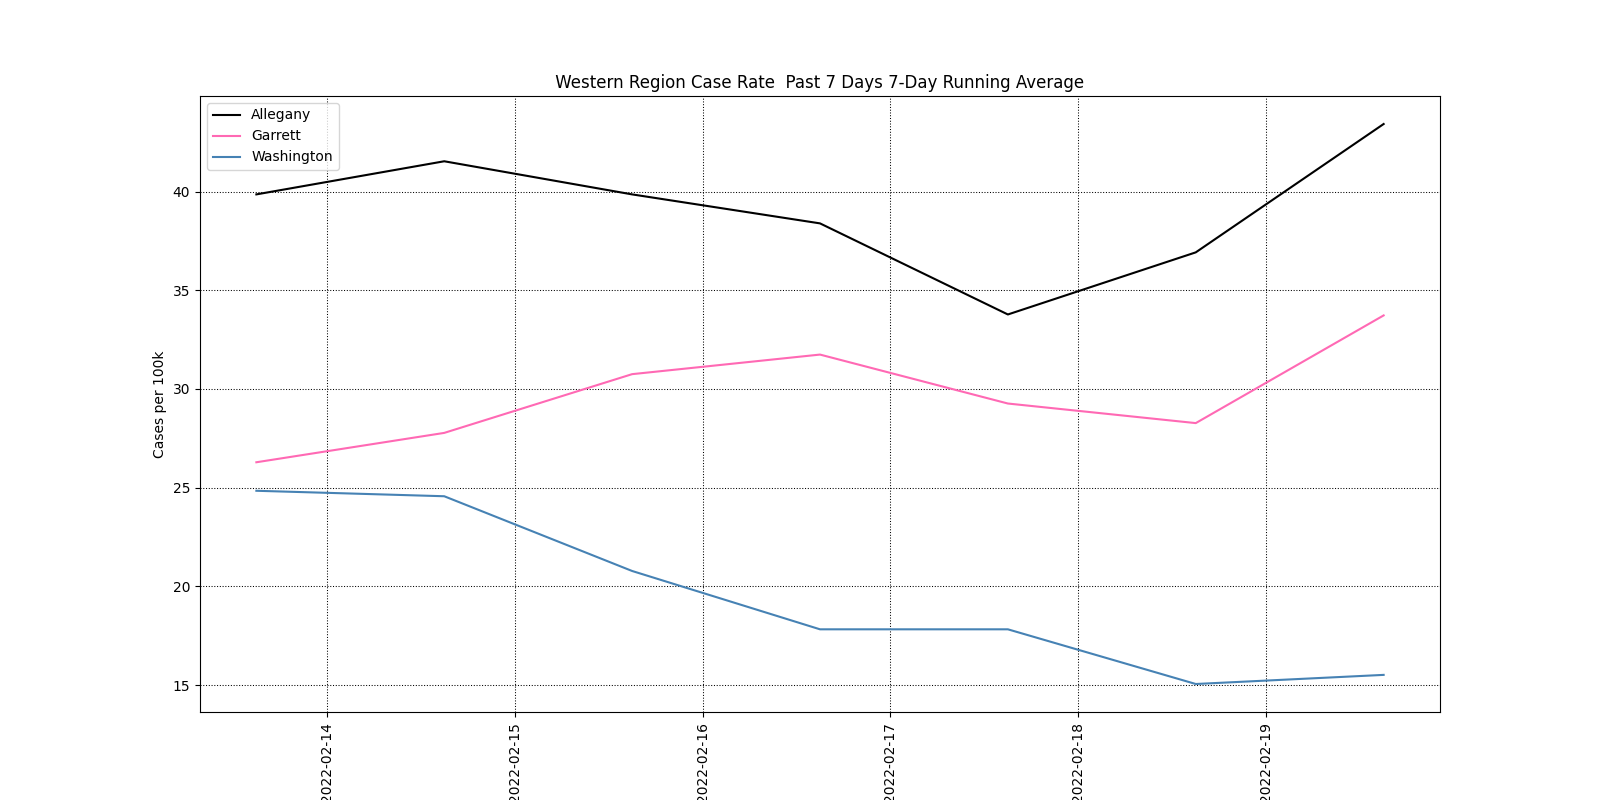 Western Region Case Rate  Past 7 Days 7-Day Running Average
Allegany
Garrett
Washington
Cases per 100k
40
35
30
25
20
15
2022-02-14
2022-02-15
2022-02-16
2022-02-17
2022-02-18
2022-02-19